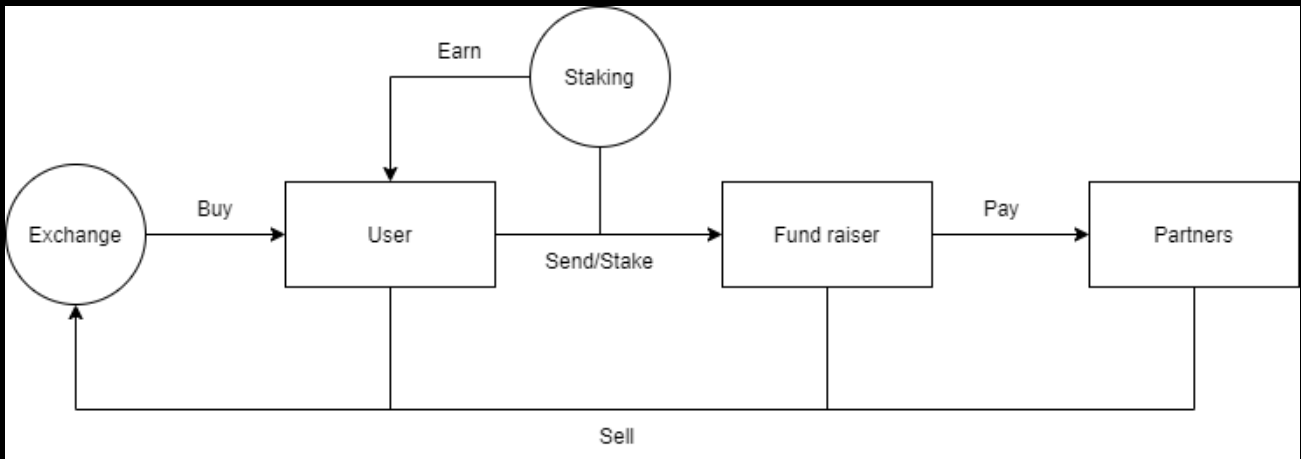 Earn
Staking
Exchange
Buy
User
Send/Stake
Fund raiser
Pay
Partners
Sell